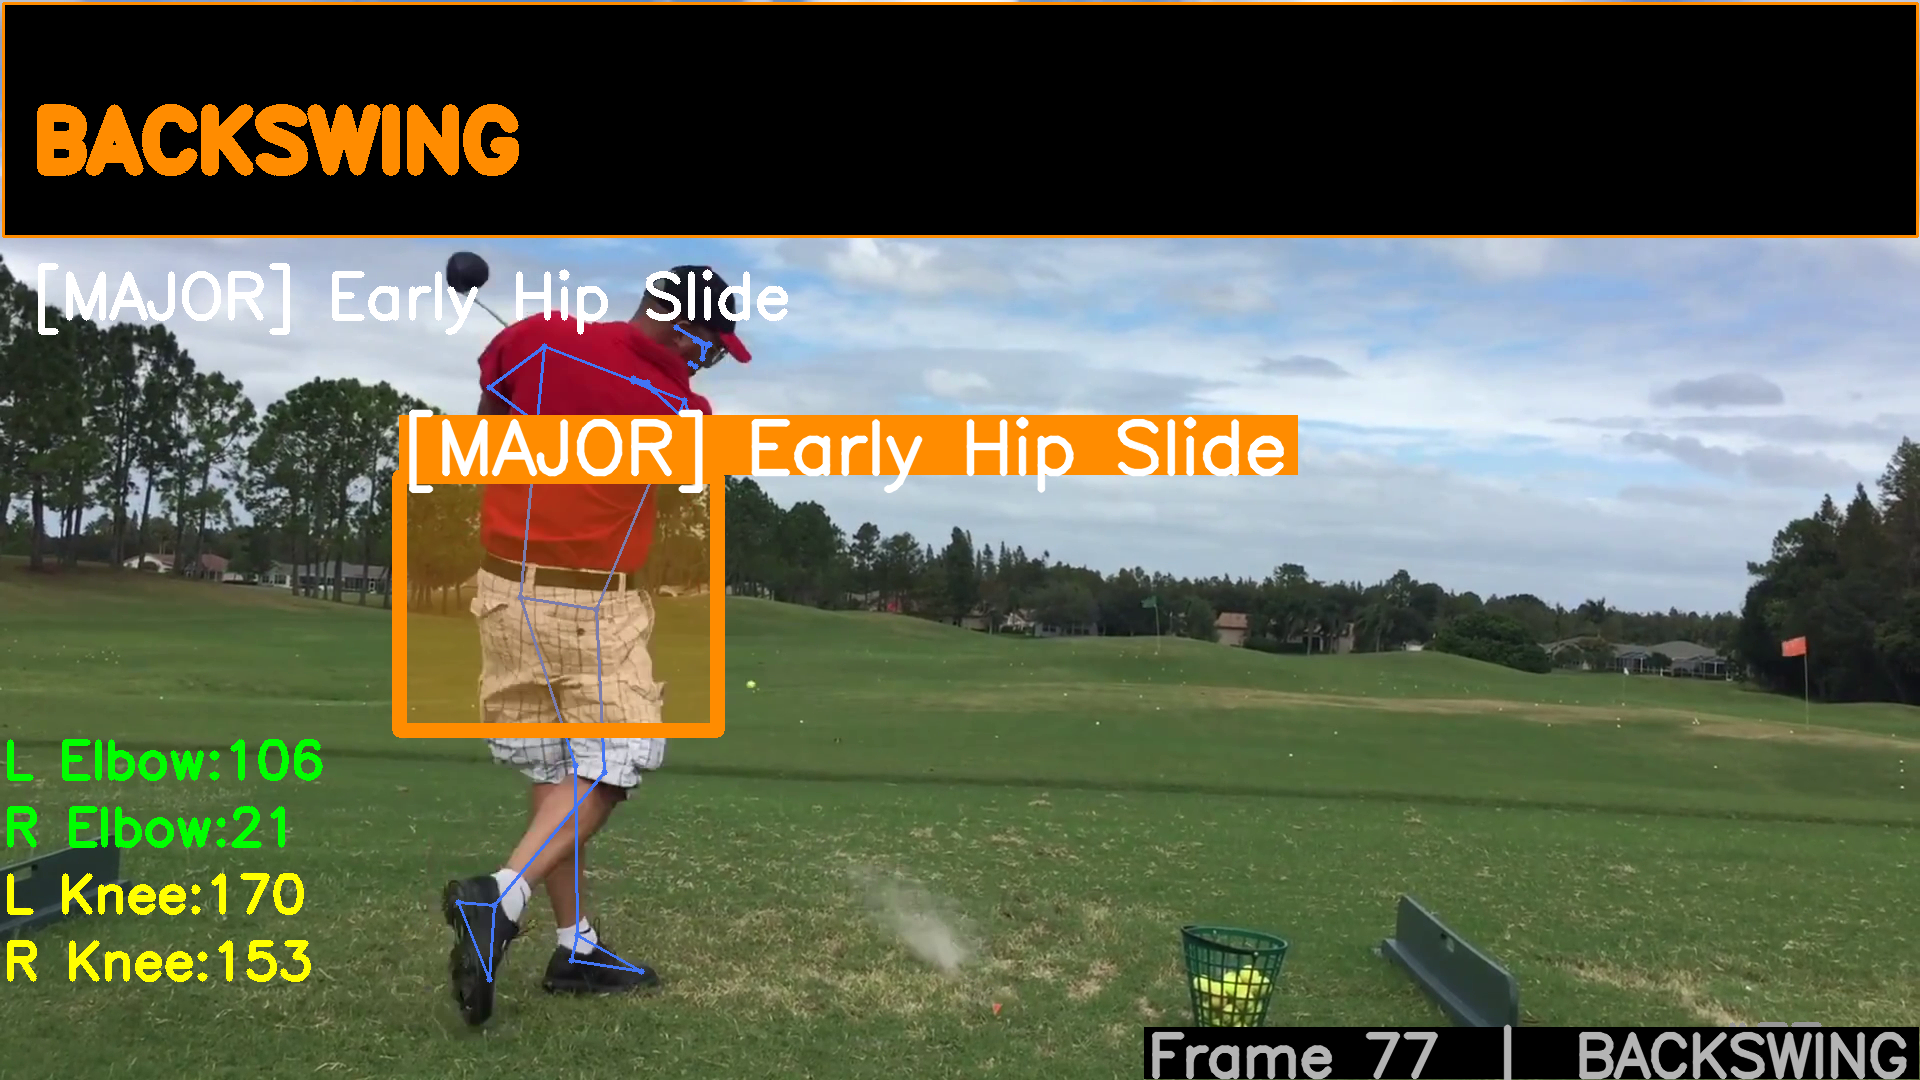 BACKSWING
[MAJOR] Early Hip Slide
[MAJOR] Early Hip Slide
L Elbow:106
R Elbow:21
L Knee:170
R Knee:153
Frame 77 | BACKSWING